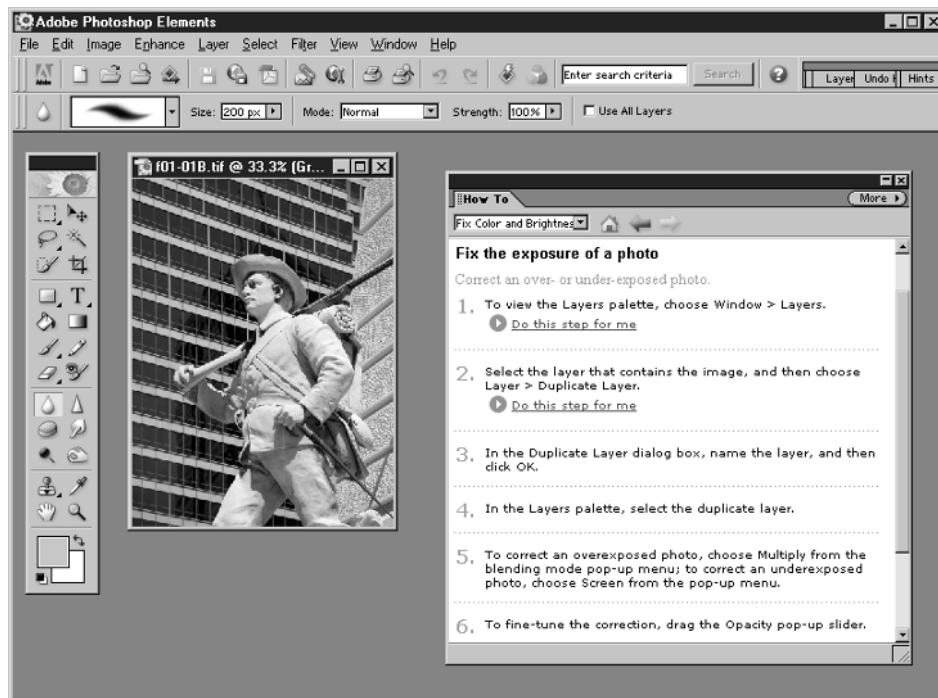 Adobe Photoshop Elements
File Edit Image Enhance Layer Select Filter View Window Help
Enter search criteria Search ? Layer Undo Hints
Size: 200 px Mode: Normal Strength: 100% Use All Layers
f01-01B.tif @ 33.3% (Gr...
How To More
Fix Color and Brightnes
Fix the exposure of a photo
Correct an over- or under-exposed photo.
1. To view the Layers palette, choose Window > Layers.
Do this step for me
2. Select the layer that contains the image, and then choose
Layer > Duplicate Layer.
Do this step for me
3. In the Duplicate Layer dialog box, name the layer, and then
click OK.
4. In the Layers palette, select the duplicate layer.
5. To correct an overexposed photo, choose Multiply from the
blending mode pop-up menu; to correct an underexposed
photo, choose Screen from the pop-up menu.
6. To fine-tune the correction, drag the Opacity pop-up slider.
T